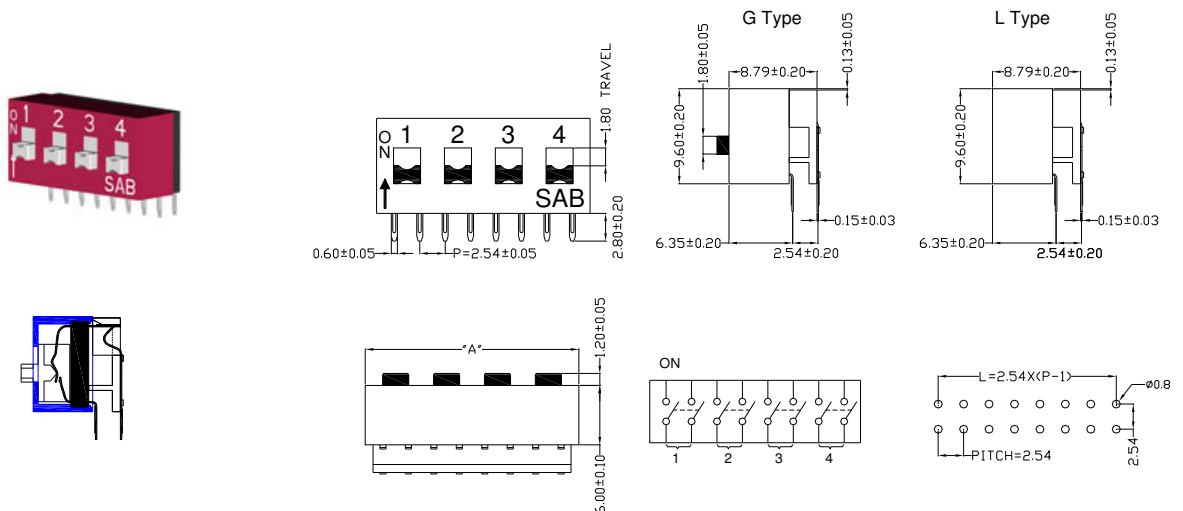 G Type
L Type
1 2 3 4
ON
SAB
1 2 3 4
ON
SAB
1.80 TRAVEL
0.60±0.05
P=2.54±0.05
2.80±0.20
1.80±0.05
8.79±0.20
0.13±0.05
9.60±0.20
0.15±0.03
6.35±0.20
2.54±0.20
8.79±0.20
0.13±0.05
9.60±0.20
0.15±0.03
6.35±0.20
2.54±0.20
"A"
1.20±0.05
6.00±0.10
ON
1 2 3 4
L=2.54X(P-1)
ø0.8
PITCH=2.54
2.54